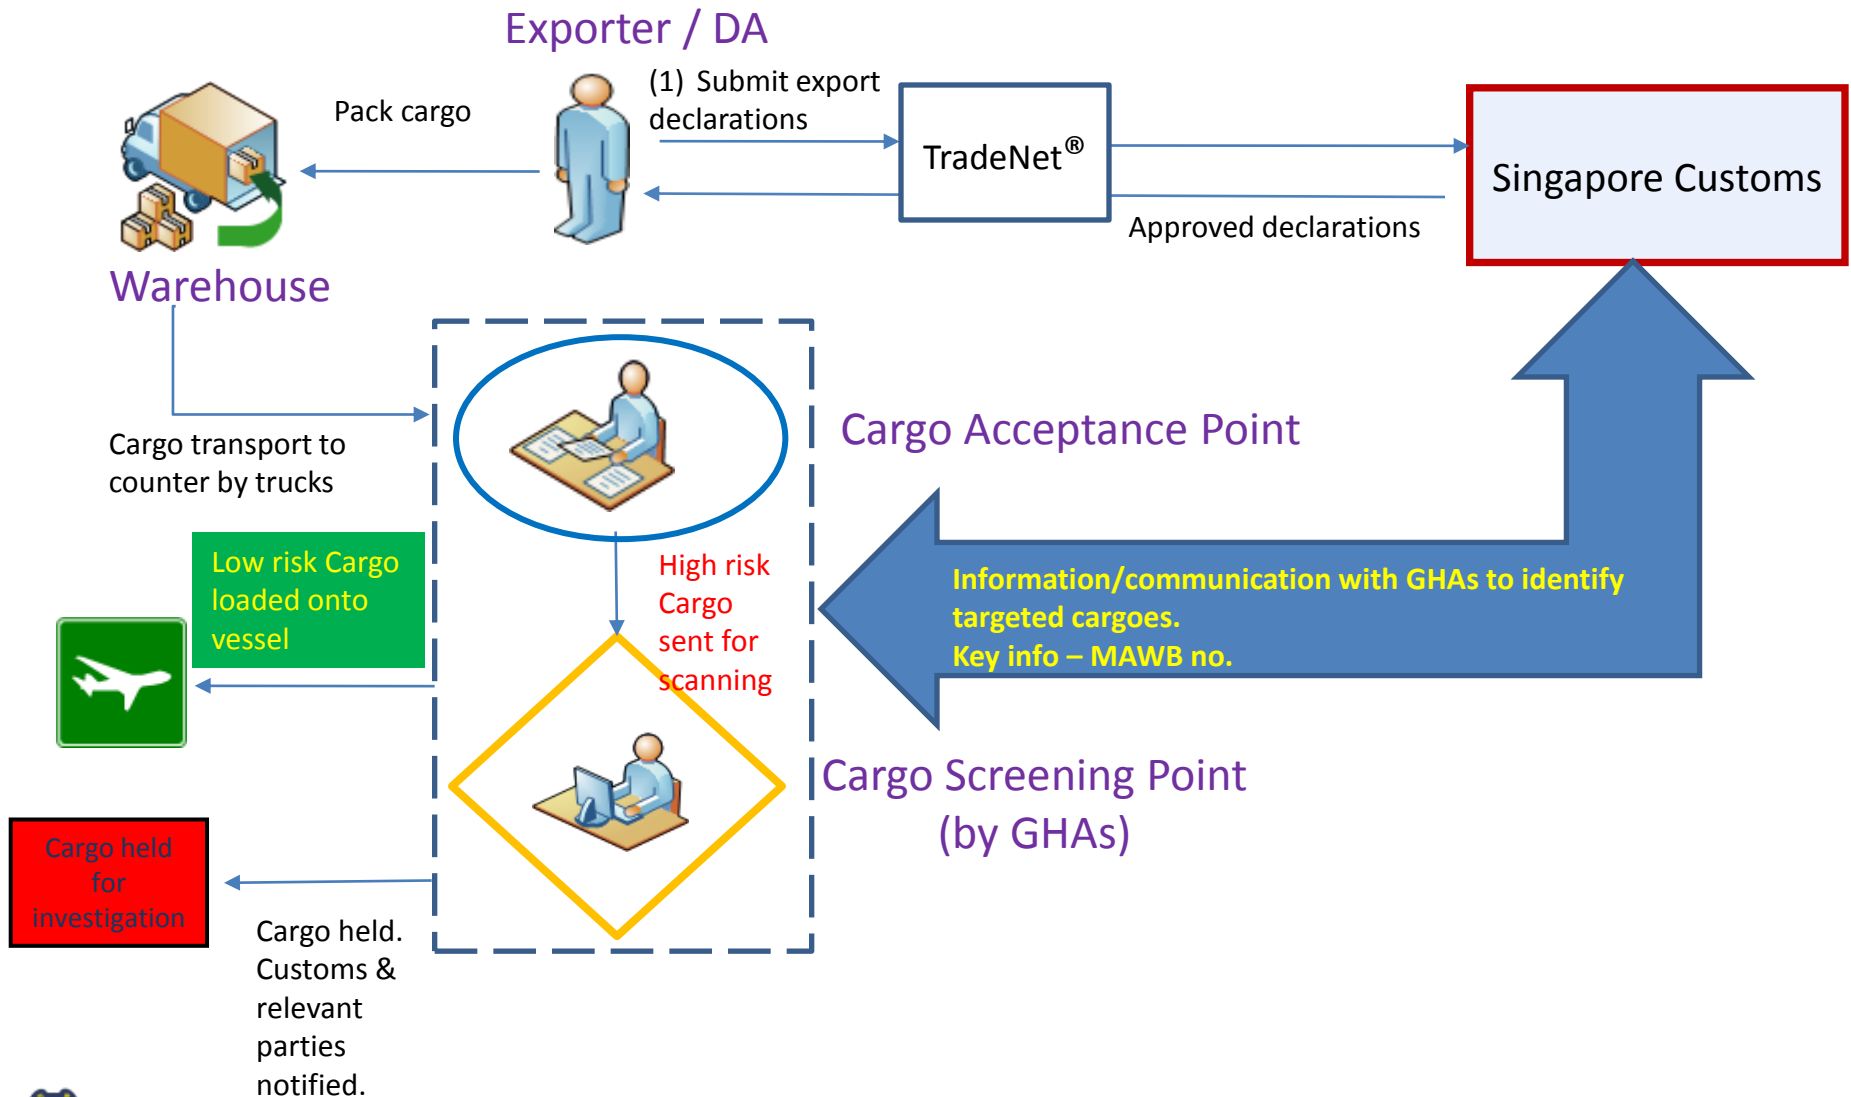 Exporter / DA
(1) Submit export
declarations
Pack cargo
TradeNet®
Singapore Customs
Approved declarations
Warehouse
Cargo transport to
counter by trucks
Cargo Acceptance Point
Low risk Cargo
loaded onto
vessel
High risk
Cargo
sent for
scanning
Information/communication with GHAs to identify
targeted cargoes.
Key info – MAWB no.
Cargo Screening Point
(by GHAs)
Cargo held
for
investigation
Cargo held.
Customs &
relevant
parties
notified.